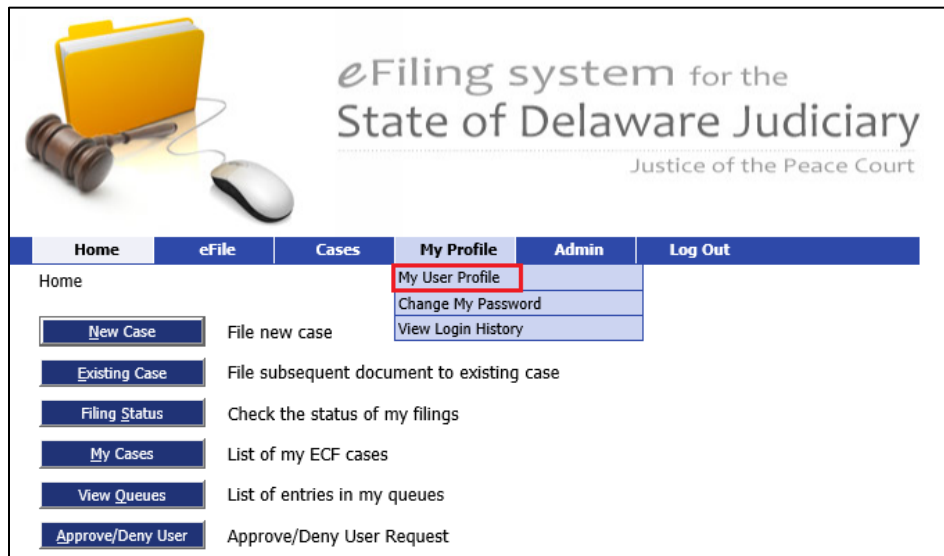 eFiling system for the
State of Delaware Judiciary
Justice of the Peace Court
Home eFile Cases My Profile Admin Log Out
Home
My User Profile
Change My Password
View Login History
New Case File new case
Existing Case File subsequent document to existing case
Filing Status Check the status of my filings
My Cases List of my ECF cases
View Queues List of entries in my queues
Approve/Deny User Approve/Deny User Request